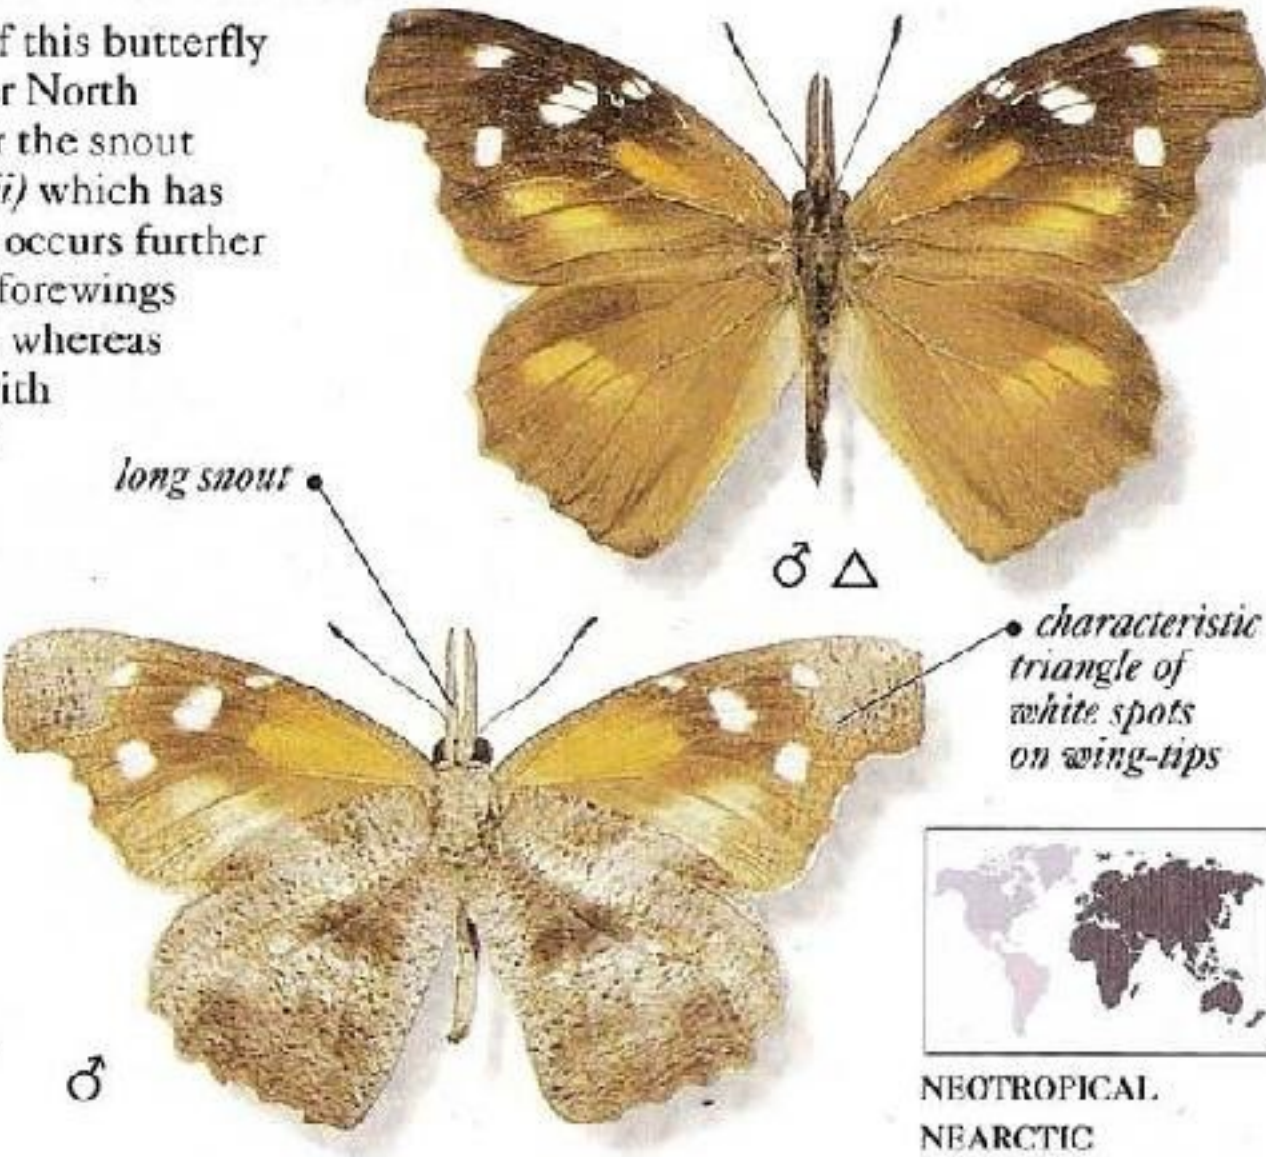 f this butterfly
r North
r the snout
i) which has
occurs further
forewings
whereas
ith
long snout
♂ △
characteristic
triangle of
white spots
on wing-tips
♂
NEOTROPICAL
NEARCTIC